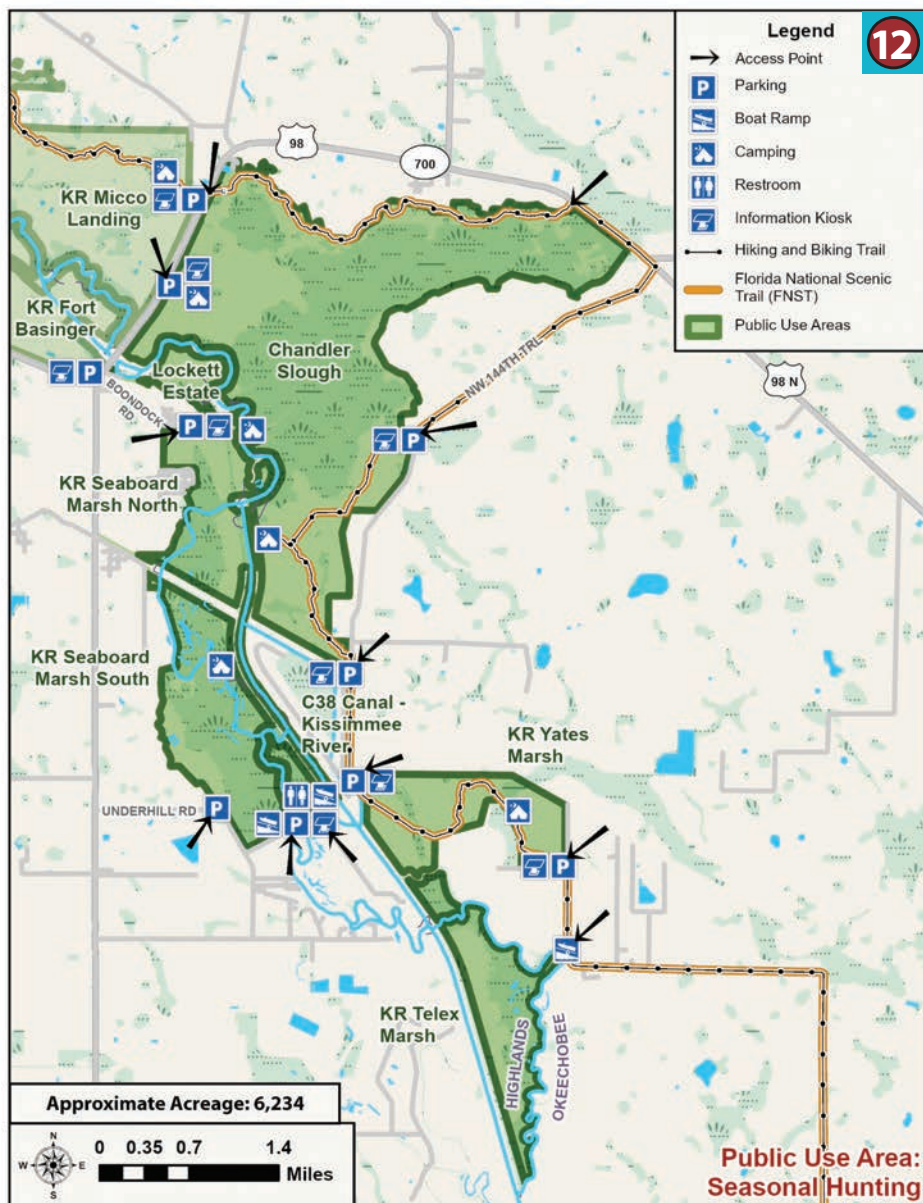 12
Legend
Access Point
P
Parking
Boat Ramp
Camping
Restroom
Information Kiosk
Hiking and Biking Trail
Florida National Scenic
Trail (FNST)
Public Use Areas
98
700
KR Micco
Landing
P
P
KR Fort
Basinger
P
Lockett
Estate
Chandler
Slough
BOONDOCK
RD
P
NW 144TH TRL
98 N
P
KR Seaboard
Marsh North
KR Seaboard
Marsh South
P
C38 Canal -
Kissimmee
River
KR Yates
Marsh
P
UNDERHILL RD
P
P
P
KR Telex
Marsh
HIGHLANDS
OKEECHOBEE
Approximate Acreage: 6,234
N
W
E
S
0 0.35 0.7 1.4
Miles
Public Use Area:
Seasonal Hunting